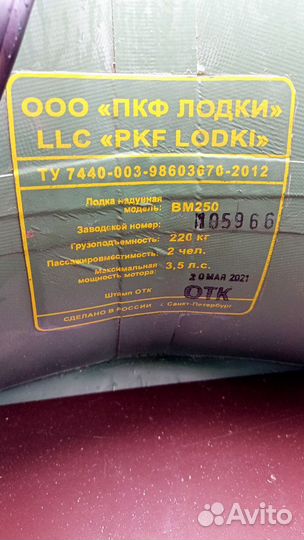 ООО «ПКФ ЛОДКИ»
LLC «PKF LODKI»
ТУ 7440-003-98603670-2012
Лодка надувная
модель: ВМ250
Заводской номер: М05966
Грузоподъемность: 220 кг
Пассажировместимость: 2 чел.
Максимальная
мощность мотора: 3,5 л.с.
20 МАЯ 2021
Штамп ОТК ОТК
СДЕЛАНО В РОССИИ г. Санкт-Петербург
Avito